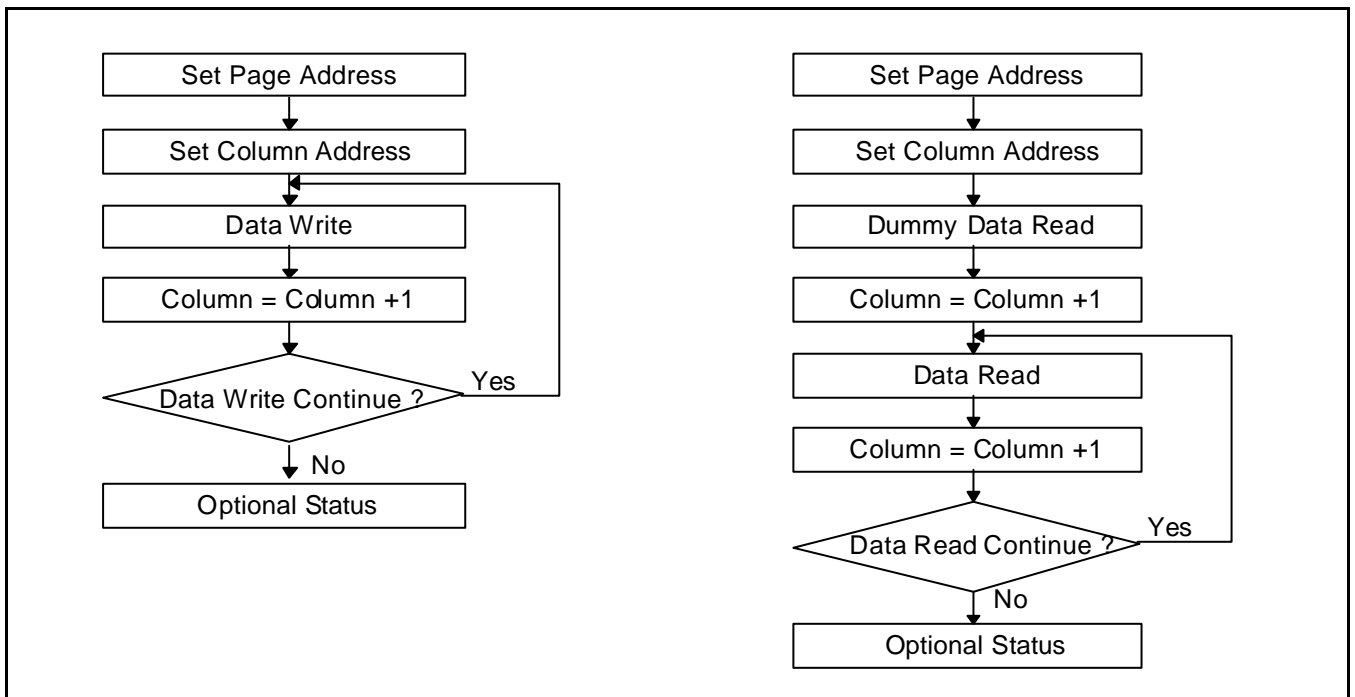 Set Page Address
Set Column Address
Data Write
Column = Column +1
Data Write Continue ?
Yes
No
Optional Status
Set Page Address
Set Column Address
Dummy Data Read
Column = Column +1
Data Read
Column = Column +1
Data Read Continue ?
Yes
No
Optional Status